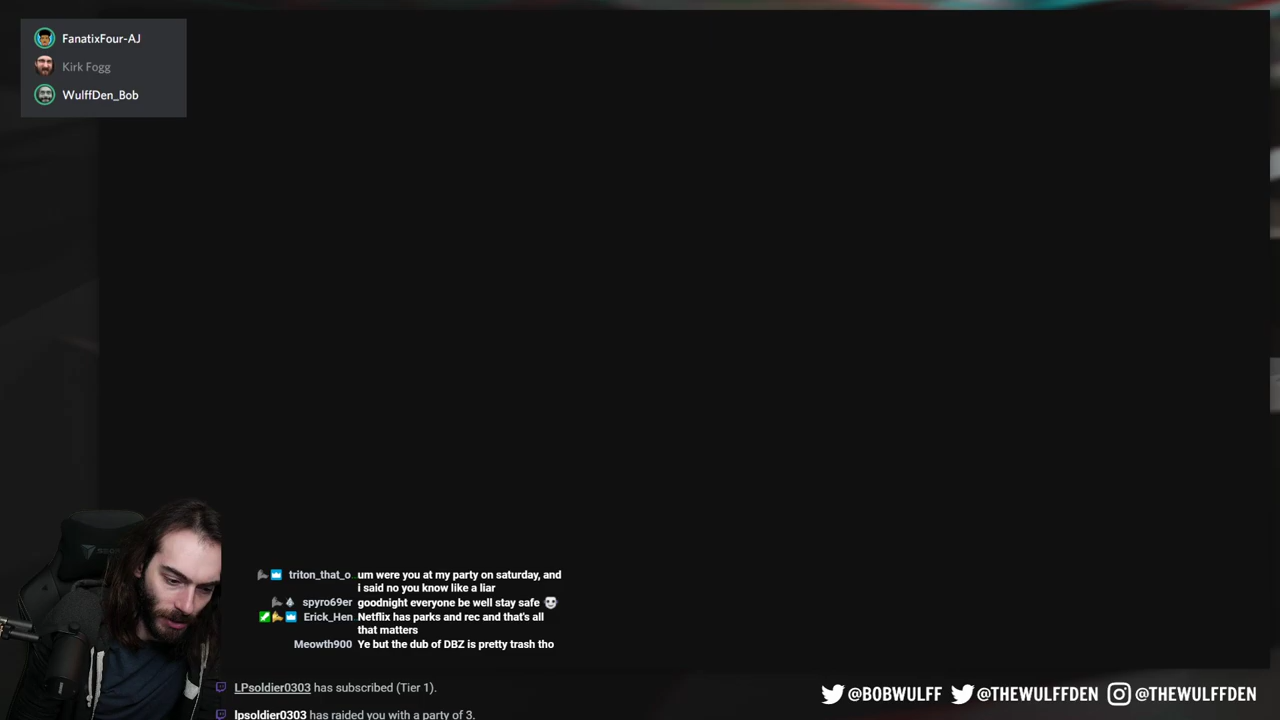 FanatixFour-AJ
Kirk Fogg
WulffDen_Bob
triton_that_o um were you at my party on saturday, and
i said no you know like a liar
spyro69er goodnight everyone be well stay safe
Erick_Hen Netflix has parks and rec and that's all
that matters
Meowth900 Ye but the dub of DBZ is pretty trash tho
LPsoldier0303 has subscribed (Tier 1).
lpsoldier0303 has raided you with a party of 3.
@BOBWULFF @THEWULFFDEN @THEWULFFDEN